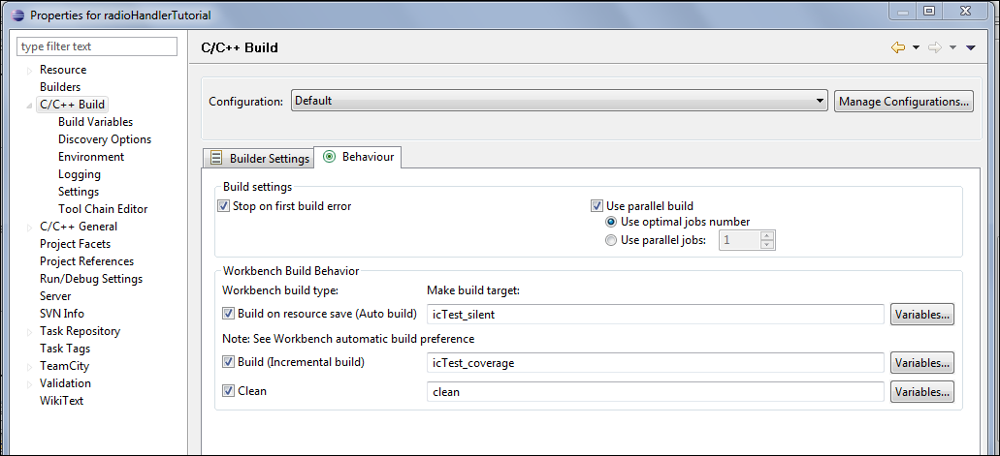 Properties for radioHandlerTutorial
type filter text
Resource
Builders
C/C++ Build
Build Variables
Discovery Options
Environment
Logging
Settings
Tool Chain Editor
C/C++ General
Project Facets
Project References
Run/Debug Settings
Server
SVN Info
Task Repository
Task Tags
TeamCity
Validation
WikiText
C/C++ Build
Configuration: Default Manage Configurations...
Builder Settings Behaviour
Build settings
Stop on first build error Use parallel build
Use optimal jobs number
Use parallel jobs: 1
Workbench Build Behavior
Workbench build type: Make build target:
Build on resource save (Auto build) icTest_silent Variables...
Note: See Workbench automatic build preference
Build (Incremental build) icTest_coverage Variables...
Clean clean Variables...